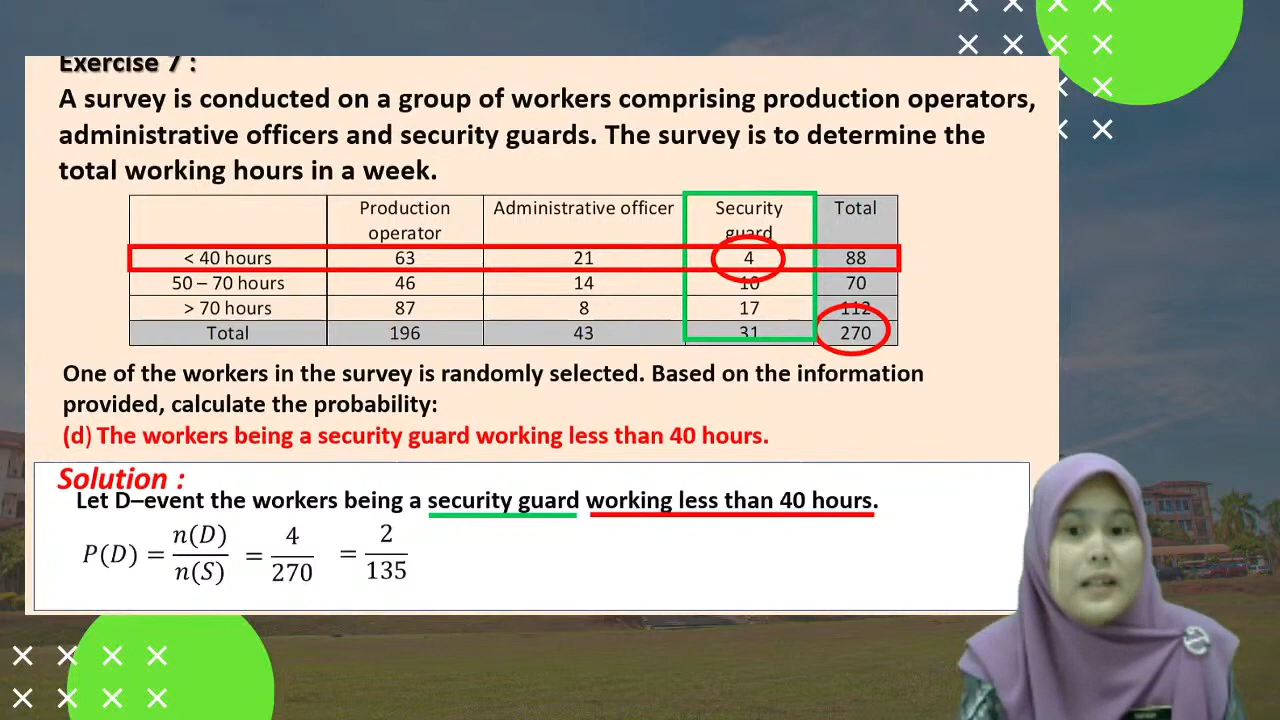 Exercise 7 :
A survey is conducted on a group of workers comprising production operators,
administrative officers and security guards. The survey is to determine the
total working hours in a week.
Production operator Administrative officer Security guard Total
< 40 hours 63 21 4 88
50 – 70 hours 46 14 10 70
> 70 hours 87 8 17 112
Total 196 43 31 270
One of the workers in the survey is randomly selected. Based on the information
provided, calculate the probability:
(d) The workers being a security guard working less than 40 hours.
Solution :
Let D–event the workers being a security guard working less than 40 hours.
P(D) = n(D)/n(S) = 4/270 = 2/135